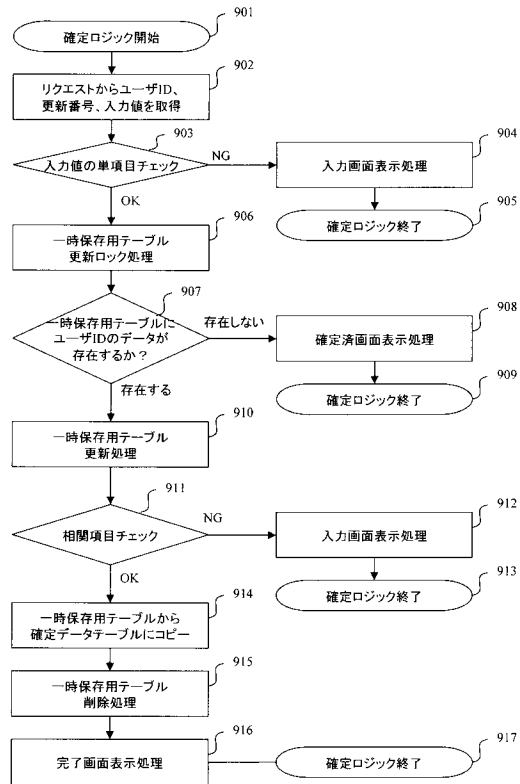 901
確定ロジック開始
902
リクエストからユーザID、
更新番号、入力値を取得
903
入力値の単項目チェック
NG
904
入力画面表示処理
OK
905
確定ロジック終了
906
一時保存用テーブル
更新ロック処理
907
一時保存用テーブルに
ユーザIDのデータが
存在するか？
存在しない
908
確定済画面表示処理
存在する
909
確定ロジック終了
910
一時保存用テーブル
更新処理
911
相関項目チェック
NG
912
入力画面表示処理
OK
913
確定ロジック終了
914
一時保存用テーブルから
確定データテーブルにコピー
915
一時保存用テーブル
削除処理
916
完了画面表示処理
917
確定ロジック終了